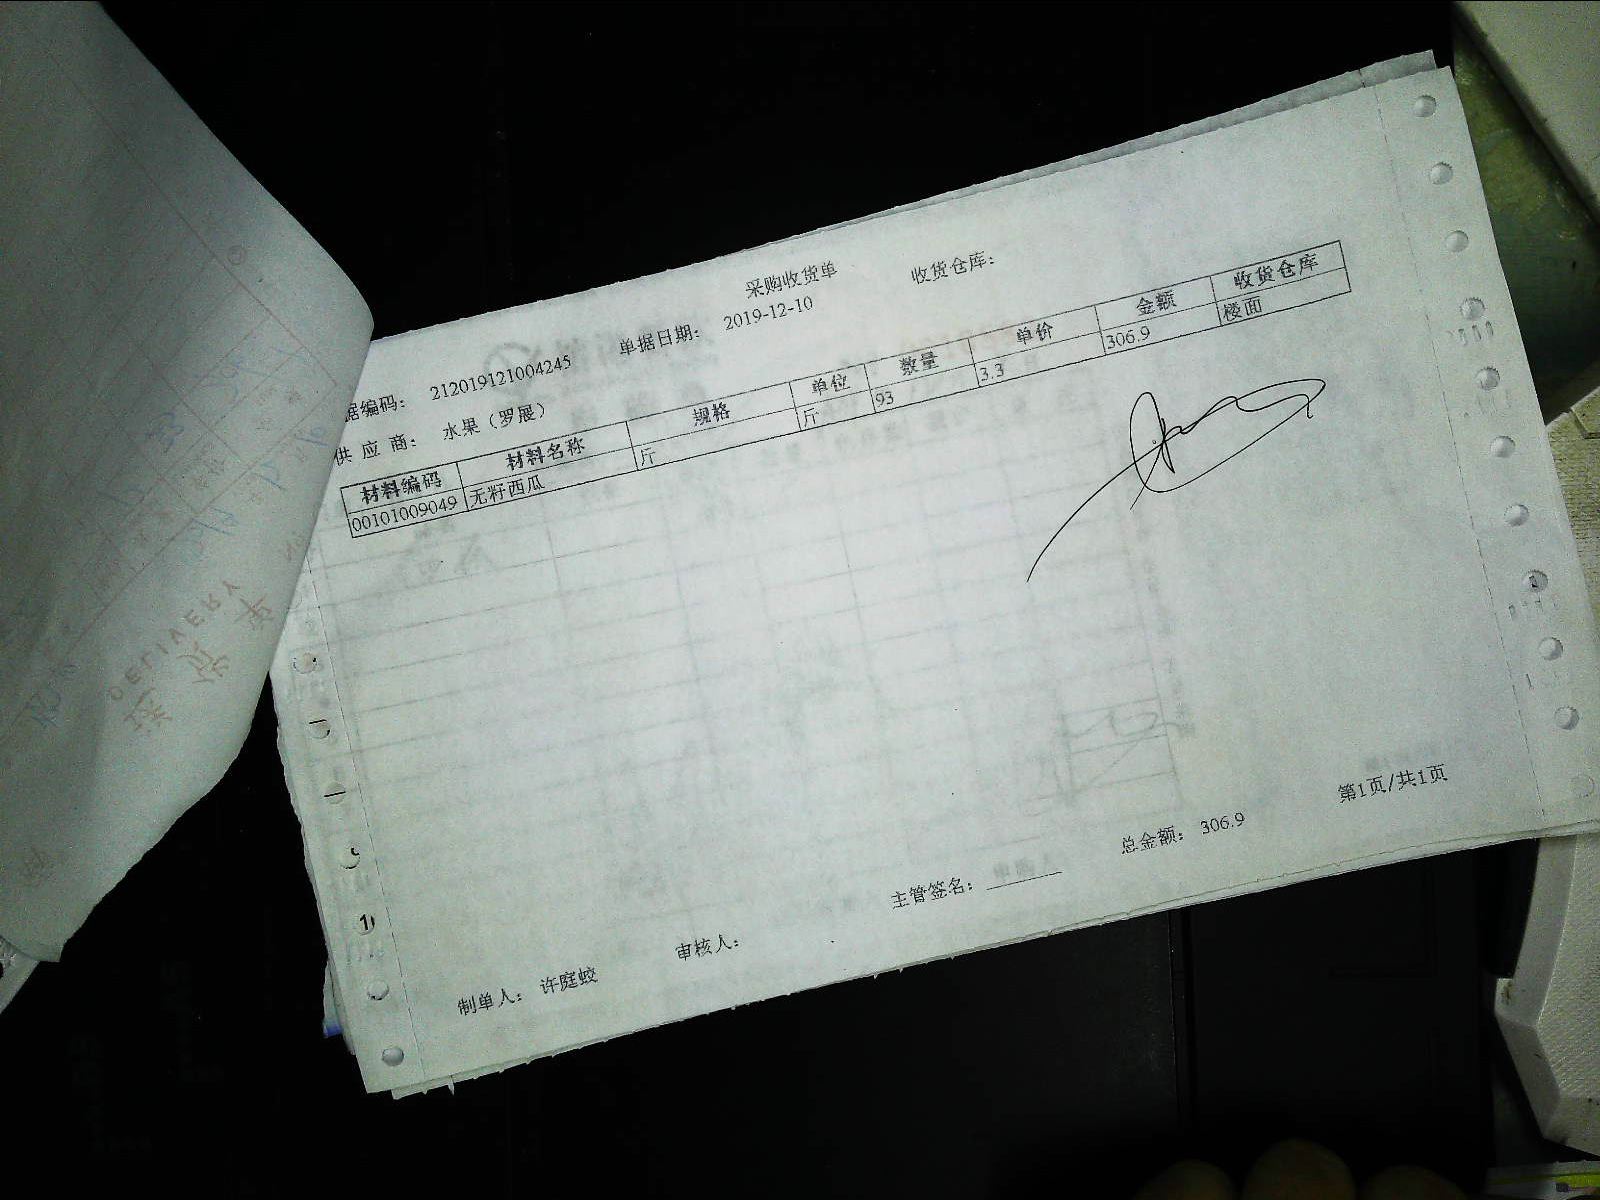 采购收货单
据编码： 212019121004245 单据日期： 2019-12-10 收货仓库：
供应商： 水果（罗展）
材料编码 材料名称 规格 单位 数量 单价 金额 收货仓库
00101009049 无籽西瓜 斤 斤 93 3.3 306.9 楼面
DELIVERY
总金额： 306.9 第1页/共1页
制单人： 许庭蛟 审核人： 主管签名：